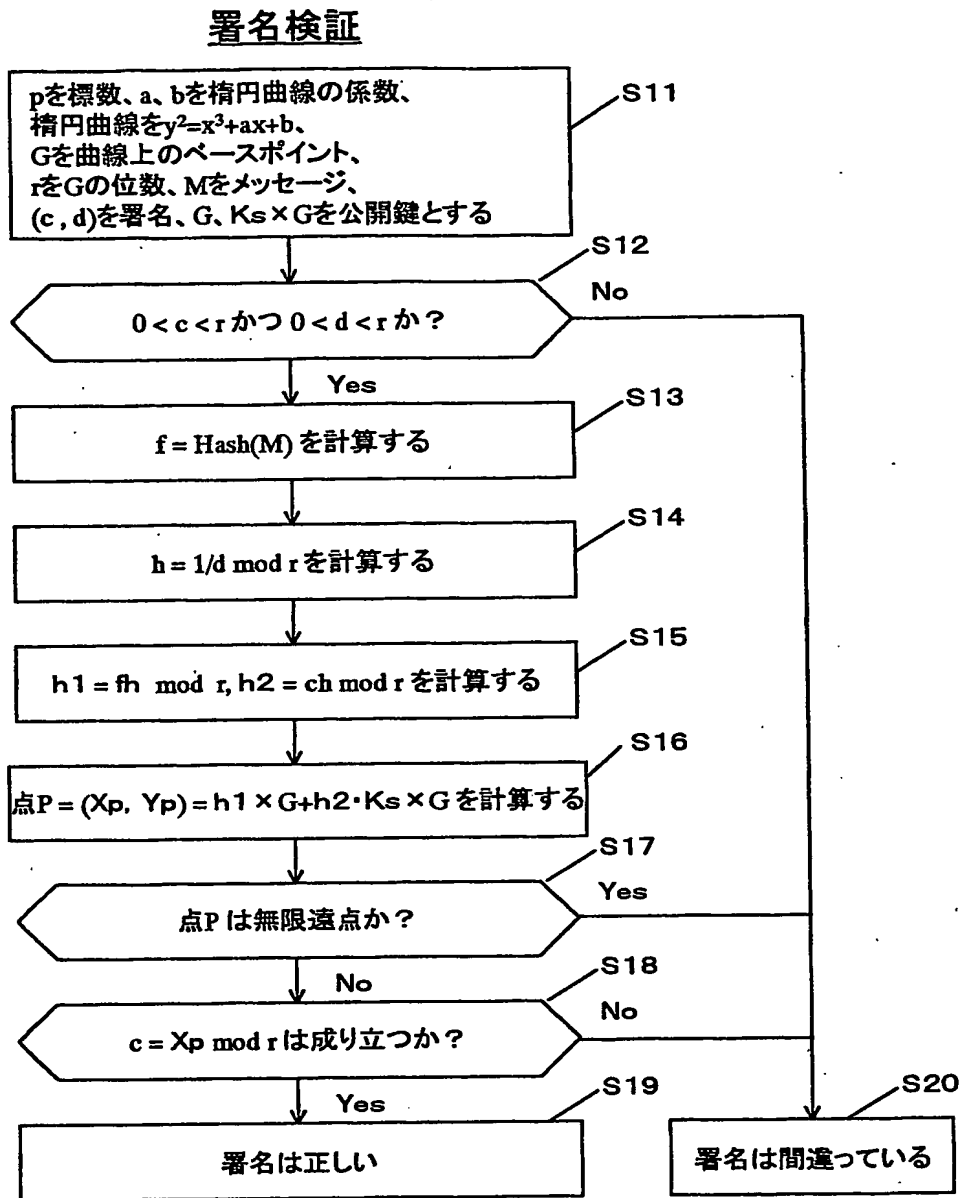 署名検証
pを標数、a、bを楕円曲線の係数、
楕円曲線をy²=x³+ax+b、
Gを曲線上のベースポイント、
rをGの位数、Mをメッセージ、
(c , d)を署名、G、Ks×Gを公開鍵とする
S11
S12
0 < c < r かつ 0 < d < r か？
No
Yes
S13
f = Hash(M) を計算する
S14
h = 1/d mod r を計算する
S15
h1 = fh mod r, h2 = ch mod r を計算する
S16
点P = (Xp, Yp) = h1×G+h2・Ks×G を計算する
S17
点P は無限遠点か？
Yes
No
S18
c = Xp mod r は成り立つか？
No
Yes
S19
署名は正しい
S20
署名は間違っている